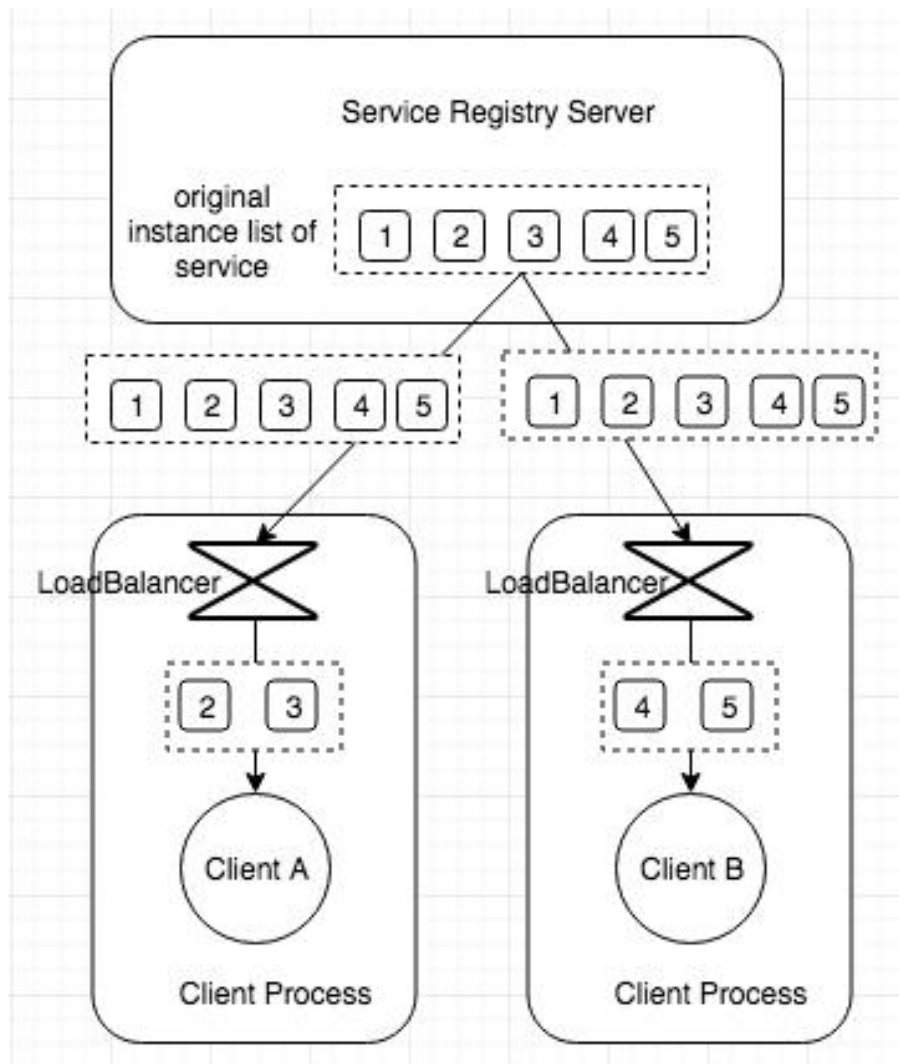 Service Registry Server
original
instance list of
service
1 2 3 4 5
1 2 3 4 5
1 2 3 4 5
LoadBalancer
LoadBalancer
2 3
4 5
Client A
Client B
Client Process
Client Process